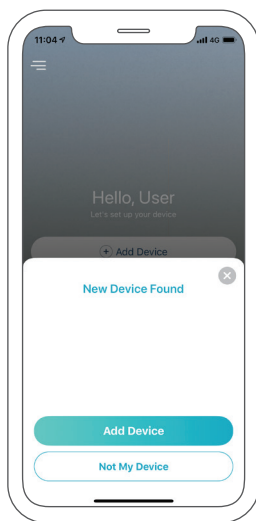 11:04
4G
Hello, User
Let's set up your device
+ Add Device
New Device Found
Add Device
Not My Device